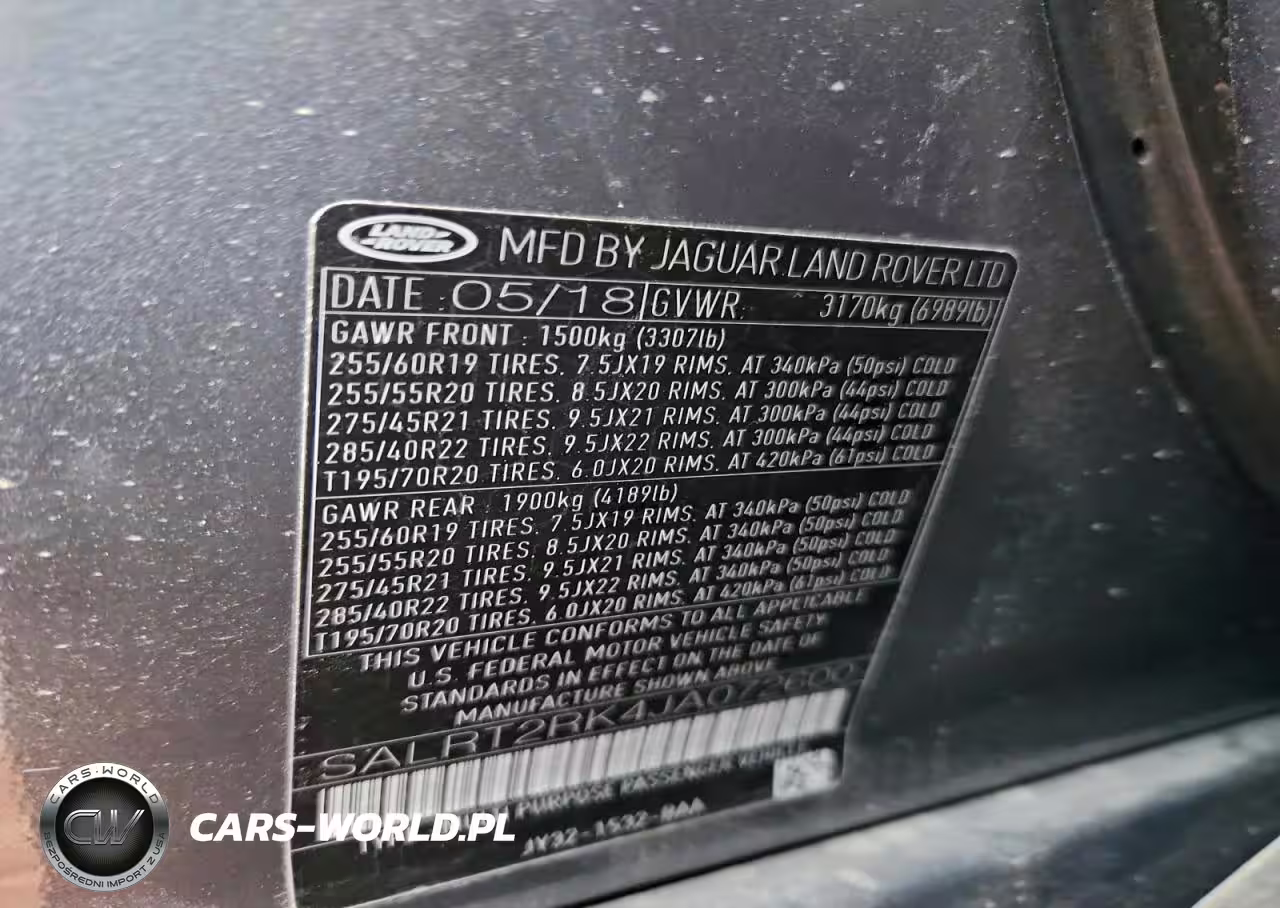 LAND ROVER
MFD BY JAGUAR LAND ROVER LTD
DATE : 05/18 GVWR : 3170kg (6989lb)
GAWR FRONT : 1500kg (3307lb)
255/60R19 TIRES. 7.5JX19 RIMS. AT 340kPa (50psi) COLD
255/55R20 TIRES. 8.5JX20 RIMS. AT 300kPa (44psi) COLD
275/45R21 TIRES. 9.5JX21 RIMS. AT 300kPa (44psi) COLD
285/40R22 TIRES. 9.5JX22 RIMS. AT 300kPa (44psi) COLD
T195/70R20 TIRES. 6.0JX20 RIMS. AT 420kPa (61psi) COLD
GAWR REAR : 1900kg (4189lb)
255/60R19 TIRES. 7.5JX19 RIMS. AT 340kPa (50psi) COLD
255/55R20 TIRES. 8.5JX20 RIMS. AT 340kPa (50psi) COLD
275/45R21 TIRES. 9.5JX21 RIMS. AT 340kPa (50psi) COLD
285/40R22 TIRES. 9.5JX22 RIMS. AT 340kPa (50psi) COLD
T195/70R20 TIRES. 6.0JX20 RIMS. AT 420kPa (61psi) COLD
THIS VEHICLE CONFORMS TO ALL APPLICABLE
U.S. FEDERAL MOTOR VEHICLE SAFETY
STANDARDS IN EFFECT ON THE DATE OF
MANUFACTURE SHOWN ABOVE
PURPOSE PASSENGER VEHICLE
CARS-WORLD
CW
BEZPOŚREDNI IMPORT Z USA
CARS-WORLD.PL